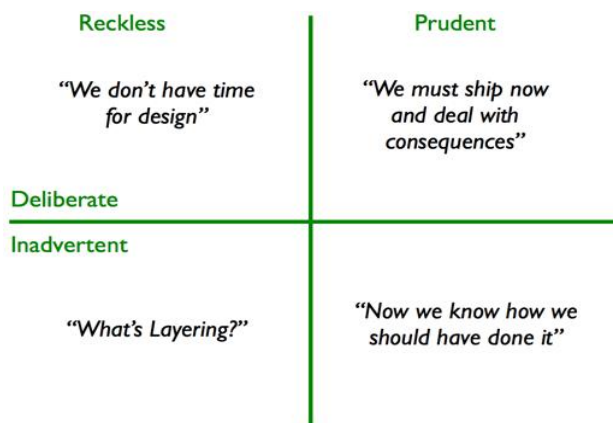 Reckless
Prudent
“We don’t have time
for design”
“We must ship now
and deal with
consequences”
Deliberate
Inadvertent
“What’s Layering?”
“Now we know how we
should have done it”